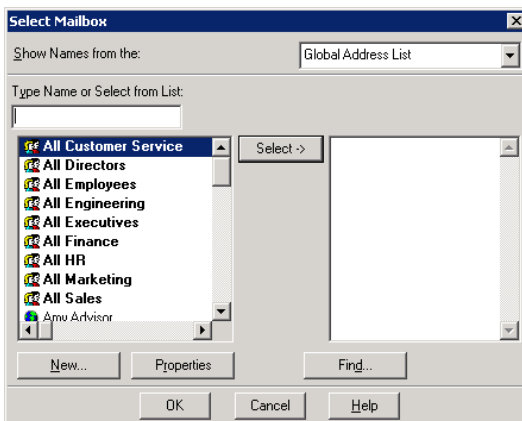 Select Mailbox
Show Names from the:
Global Address List
Type Name or Select from List:
All Customer Service
Select ->
All Directors
All Employees
All Engineering
All Executives
All Finance
All HR
All Marketing
All Sales
Amy Advisor
New...
Properties
Find...
OK
Cancel
Help